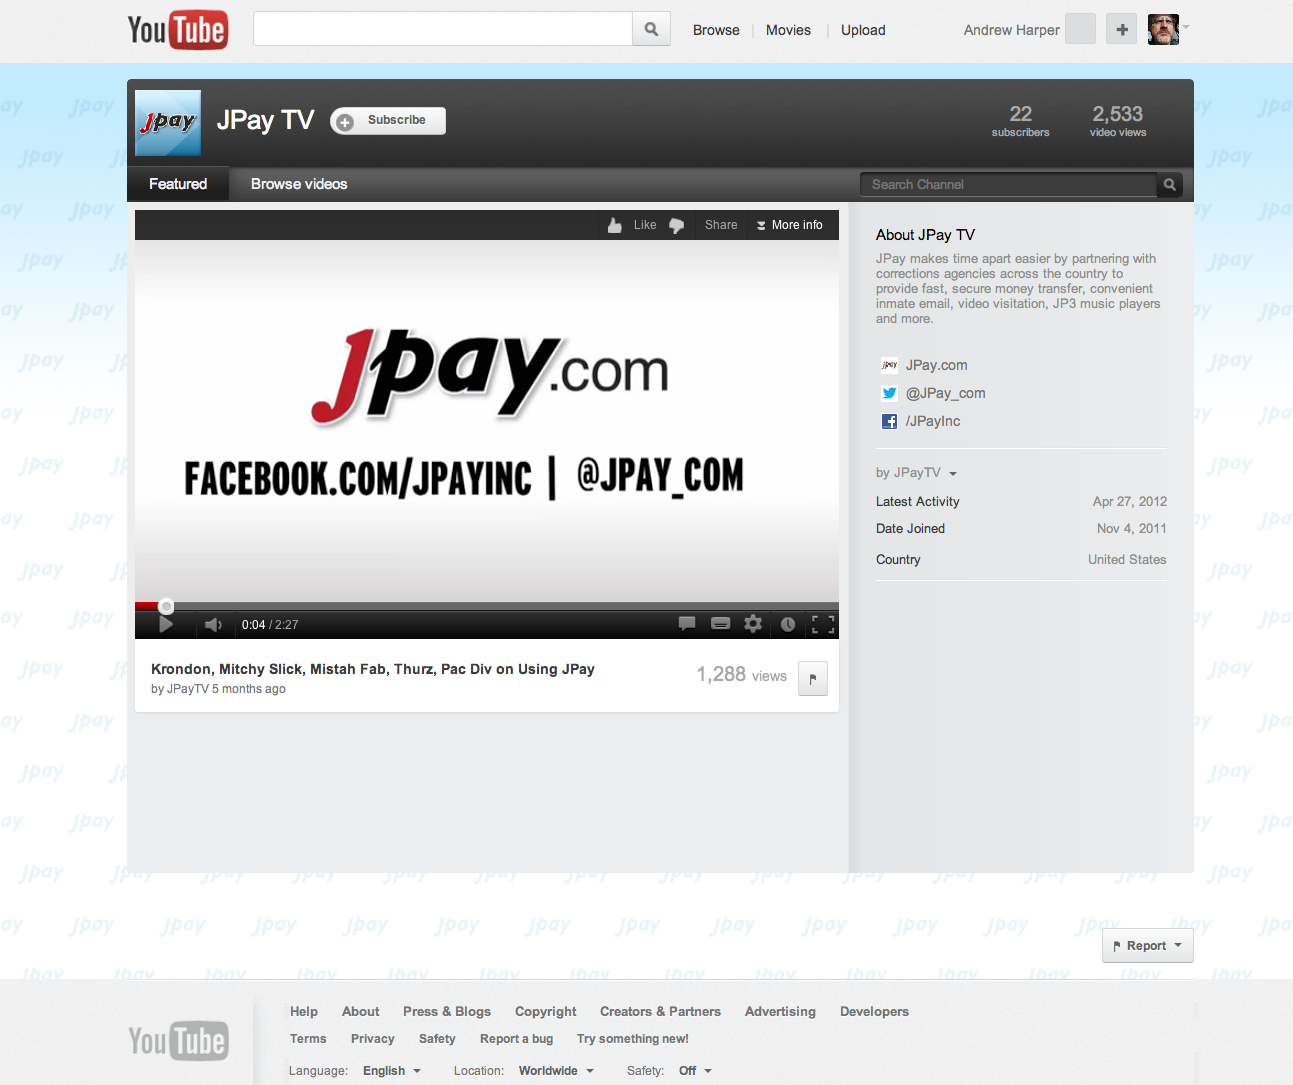 YouTube
Browse | Movies | Upload
Andrew Harper
Jpay
JPay TV
Subscribe
22
subscribers
2,533
video views
Featured
Browse videos
Search Channel
Like
Share
More info
Jpay.com
FACEBOOK.COM/JPAYINC | @JPAY_COM
0:04 / 2:27
Krondon, Mitchy Slick, Mistah Fab, Thurz, Pac Div on Using JPay
by JPayTV 5 months ago
1,288 views
About JPay TV
JPay makes time apart easier by partnering with
corrections agencies across the country to
provide fast, secure money transfer, convenient
inmate email, video visitation, JP3 music players
and more.
Jpay JPay.com
@JPay_com
/JPayInc
by JPayTV
Latest Activity Apr 27, 2012
Date Joined Nov 4, 2011
Country United States
Report
YouTube
Help About Press & Blogs Copyright Creators & Partners Advertising Developers
Terms Privacy Safety Report a bug Try something new!
Language: English Location: Worldwide Safety: Off